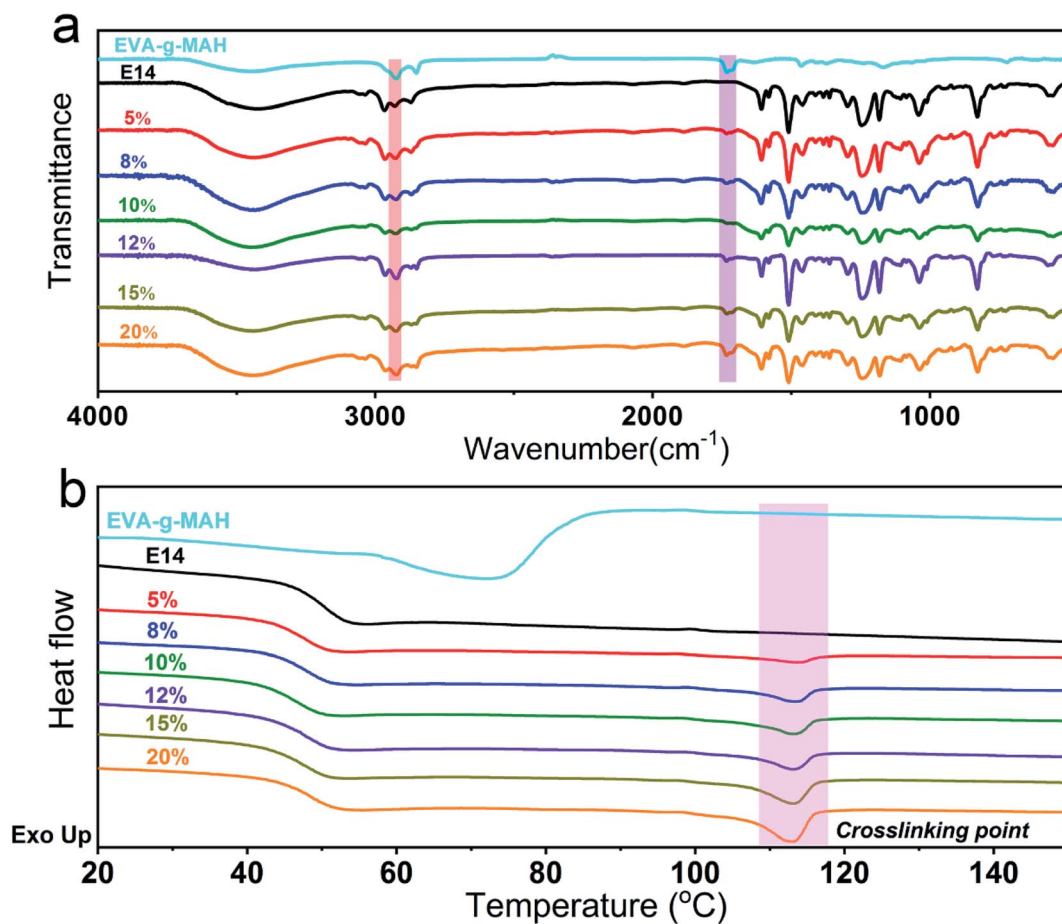 a
EVA-g-MAH
E14
5%
8%
10%
12%
15%
20%
Transmittance
4000 3000 2000 1000
Wavenumber(cm⁻¹)
b
EVA-g-MAH
E14
5%
8%
10%
12%
15%
20%
Heat flow
Exo Up
Crosslinking point
20 40 60 80 100 120 140
Temperature (°C)